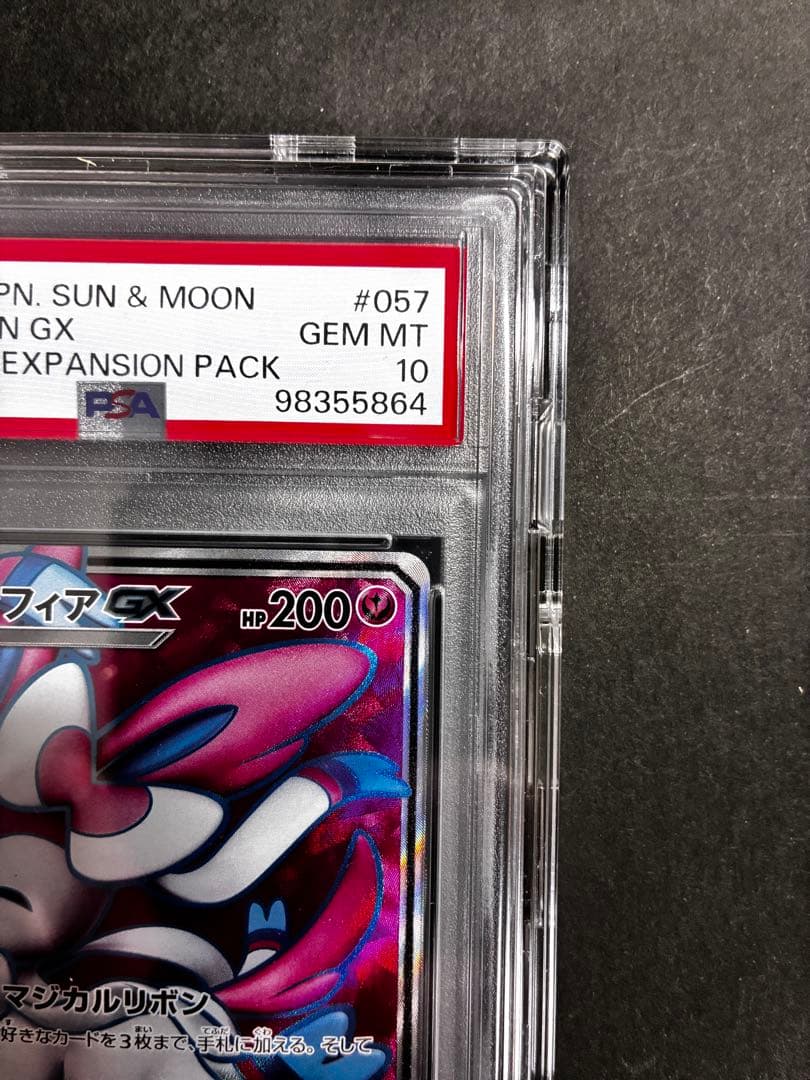 PN. SUN & MOON #057
N GX GEM MT
EXPANSION PACK 10
PSA 98355864
フィアGX HP200
マジカルリボン
好きなカードを3枚まで、手札に加える。そして